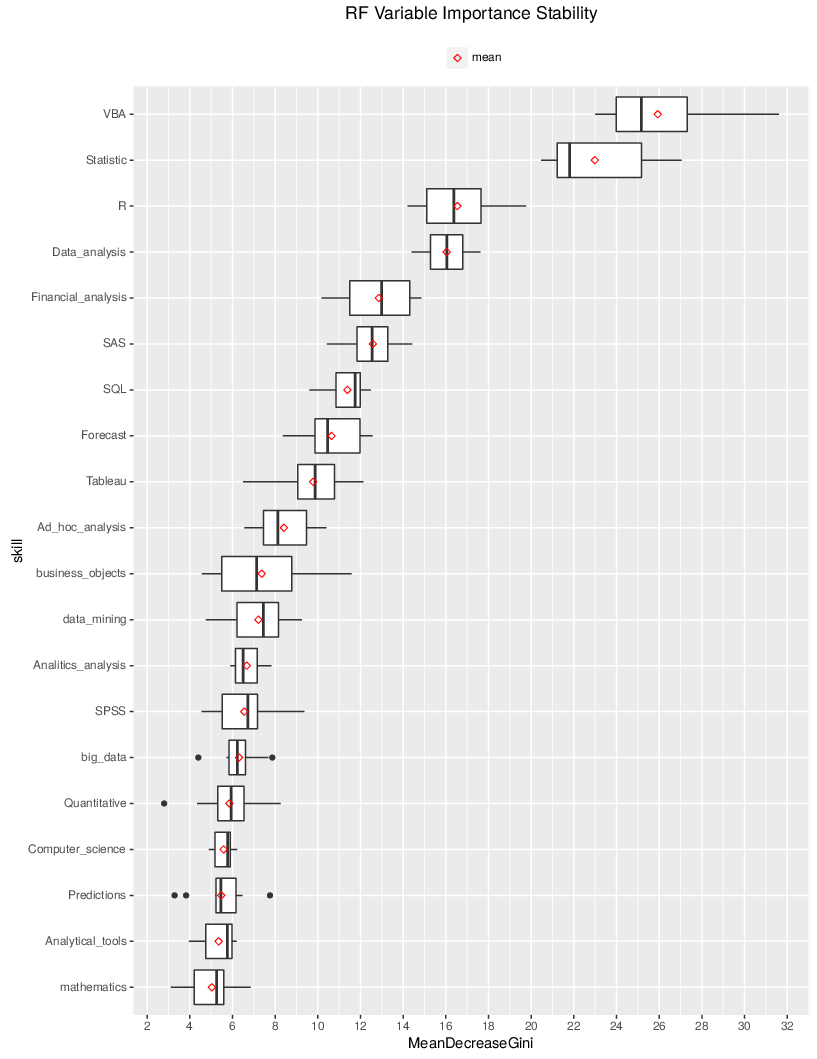 RF Variable Importance Stability
mean
VBA
Statistic
R
Data_analysis
Financial_analysis
SAS
SQL
Forecast
Tableau
Ad_hoc_analysis
business_objects
data_mining
Analitics_analysis
SPSS
big_data
Quantitative
Computer_science
Predictions
Analytical_tools
mathematics
skill
2 4 6 8 10 12 14 16 18 20 22 24 26 28 30 32
MeanDecreaseGini